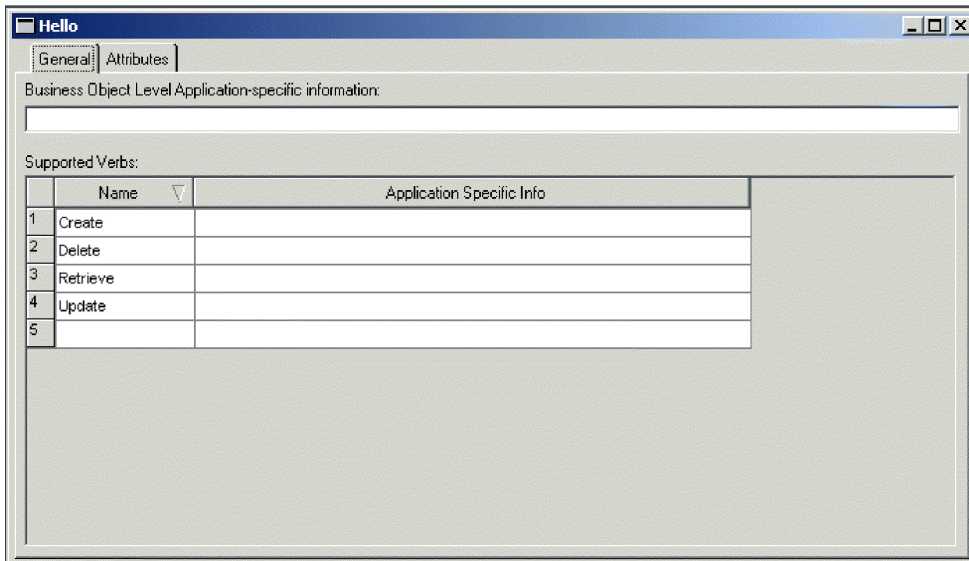 Hello
General Attributes
Business Object Level Application-specific information:
Supported Verbs:
Name Application Specific Info
1 Create
2 Delete
3 Retrieve
4 Update
5